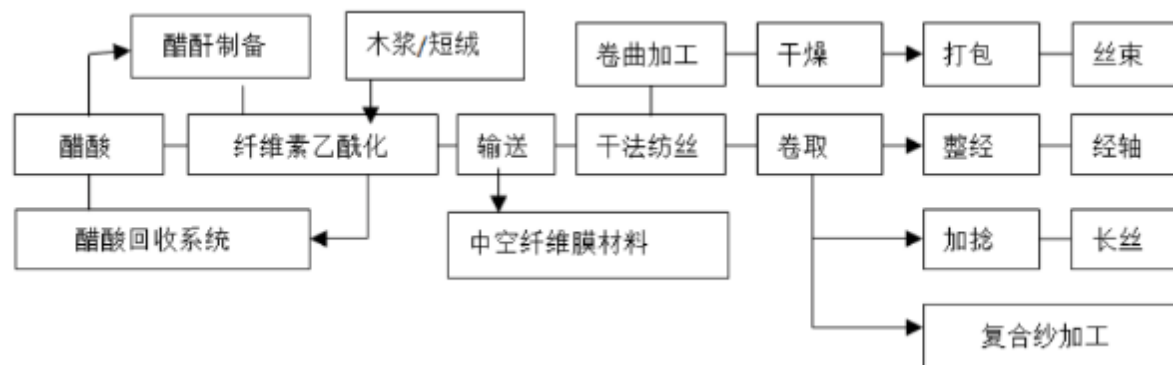 醋酐制备
木浆/短绒
卷曲加工
干燥
打包
丝束
醋酸
纤维素乙酰化
输送
干法纺丝
卷取
整经
经轴
醋酸回收系统
中空纤维膜材料
加捻
长丝
复合纱加工